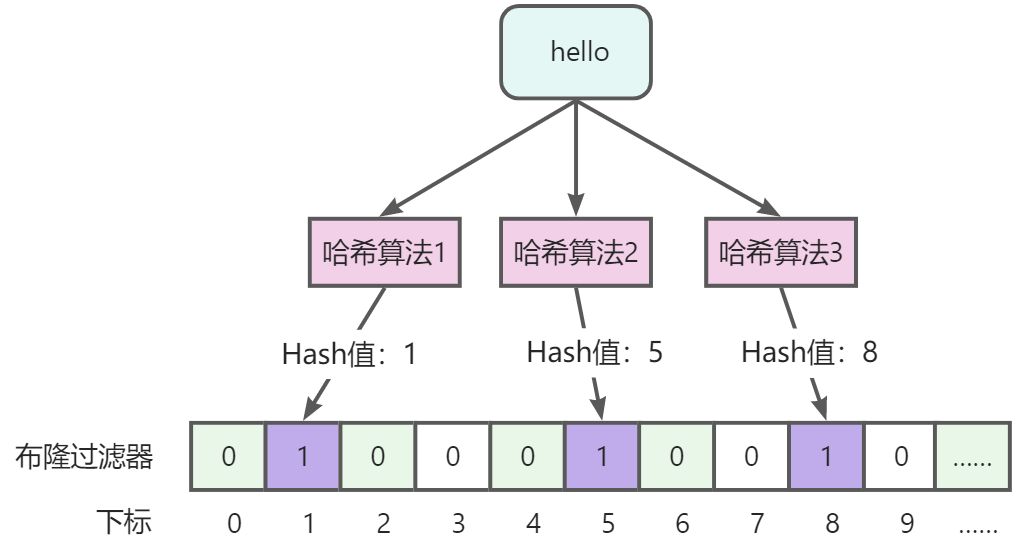 hello
哈希算法1 哈希算法2 哈希算法3
Hash值：1 Hash值：5 Hash值：8
布隆过滤器 0 1 0 0 0 1 0 0 1 0 ......
下标 0 1 2 3 4 5 6 7 8 9 ......